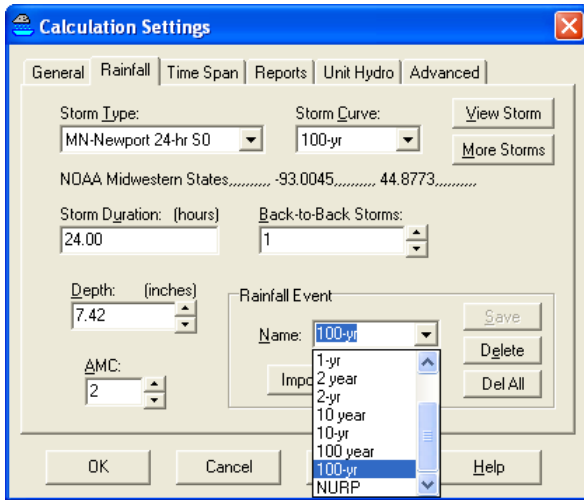 Calculation Settings
General Rainfall Time Span Reports Unit Hydro Advanced
Storm Type: Storm Curve: View Storm
MN-Newport 24-hr S0 100-yr More Storms
NOAA Midwestern States,,,,,,,,,, -93.0045,,,,,,,,,, 44.8773,,,,,,,,,,
Storm Duration: (hours) Back-to-Back Storms:
24.00 1
Depth: (inches) Rainfall Event
7.42 Name: 100-yr Save
Delete
AMC: Del All
2 Impo
1-yr
2 year
2-yr
10 year
10-yr
100 year
100-yr
NURP
OK Cancel Help